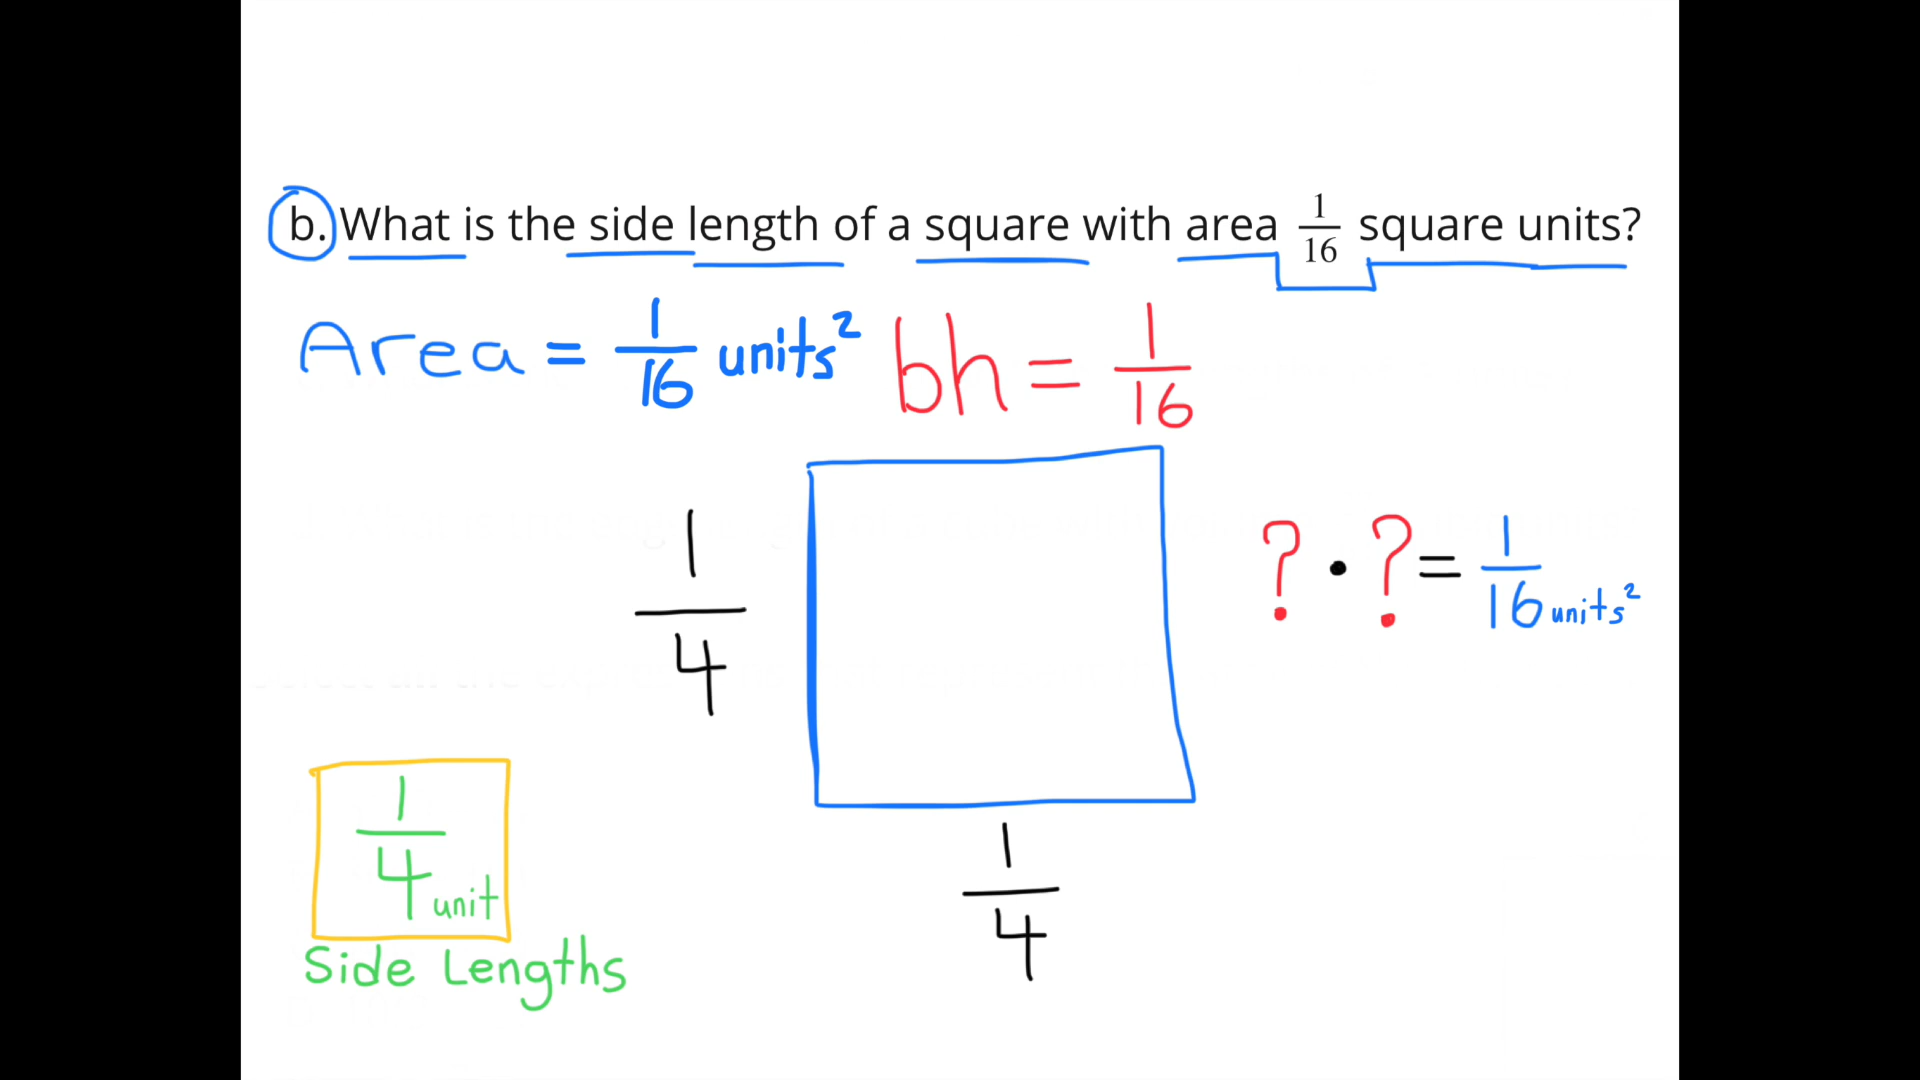 b. What is the side length of a square with area 1/16 square units?
Area = 1/16 units² bh = 1/16
1/4
? · ? = 1/16 units²
1/4 unit
Side Lengths
1/4